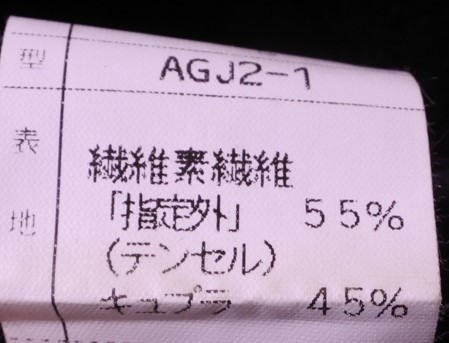 型 AGJ2-1
表地
繊維素繊維
「指定外」 55%
(テンセル)
キュプラ 45%